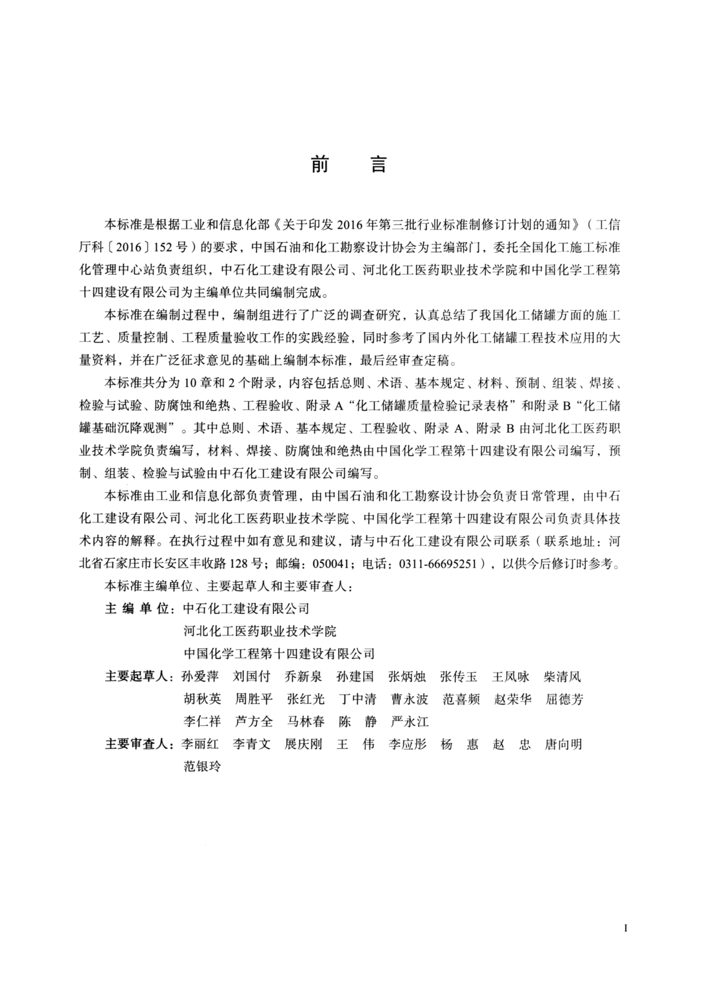 前　言
本标准是根据工业和信息化部《关于印发 2016 年第三批行业标准制修订计划的通知》（工信
厅科〔2016〕152 号）的要求，中国石油和化工勘察设计协会为主编部门，委托全国化工施工标准
化管理中心站负责组织，中石化工建设有限公司、河北化工医药职业技术学院和中国化学工程第
十四建设有限公司为主编单位共同编制完成。
本标准在编制过程中，编制组进行了广泛的调查研究，认真总结了我国化工储罐方面的施工
工艺、质量控制、工程质量验收工作的实践经验，同时参考了国内外化工储罐工程技术应用的大
量资料，并在广泛征求意见的基础上编制本标准，最后经审查定稿。
本标准共分为 10 章和 2 个附录，内容包括总则、术语、基本规定、材料、预制、组装、焊接、
检验与试验、防腐蚀和绝热、工程验收、附录 A“化工储罐质量检验记录表格”和附录 B“化工储
罐基础沉降观测”。其中总则、术语、基本规定、工程验收、附录 A、附录 B 由河北化工医药职
业技术学院负责编写，材料、焊接、防腐蚀和绝热由中国化学工程第十四建设有限公司编写，预
制、组装、检验与试验由中石化工建设有限公司编写。
本标准由工业和信息化部负责管理，由中国石油和化工勘察设计协会负责日常管理，由中石
化工建设有限公司、河北化工医药职业技术学院、中国化学工程第十四建设有限公司负责具体技
术内容的解释。在执行过程中如有意见和建议，请与中石化工建设有限公司联系（联系地址：河
北省石家庄市长安区丰收路 128 号；邮编：050041；电话：0311-66695251），以供今后修订时参考。
本标准主编单位、主要起草人和主要审查人：
主 编 单 位：中石化工建设有限公司
河北化工医药职业技术学院
中国化学工程第十四建设有限公司
主要起草人：孙爱萍　刘国付　乔新泉　孙建国　张炳烛　张传玉　王凤咏　柴清风
胡秋英　周胜平　张红光　丁中清　曹永波　范喜频　赵荣华　屈德芳
李仁祥　芦方全　马林春　陈　静　严永江
主要审查人：李丽红　李青文　展庆刚　王　伟　李应彤　杨　惠　赵　忠　唐向明
范银玲
I